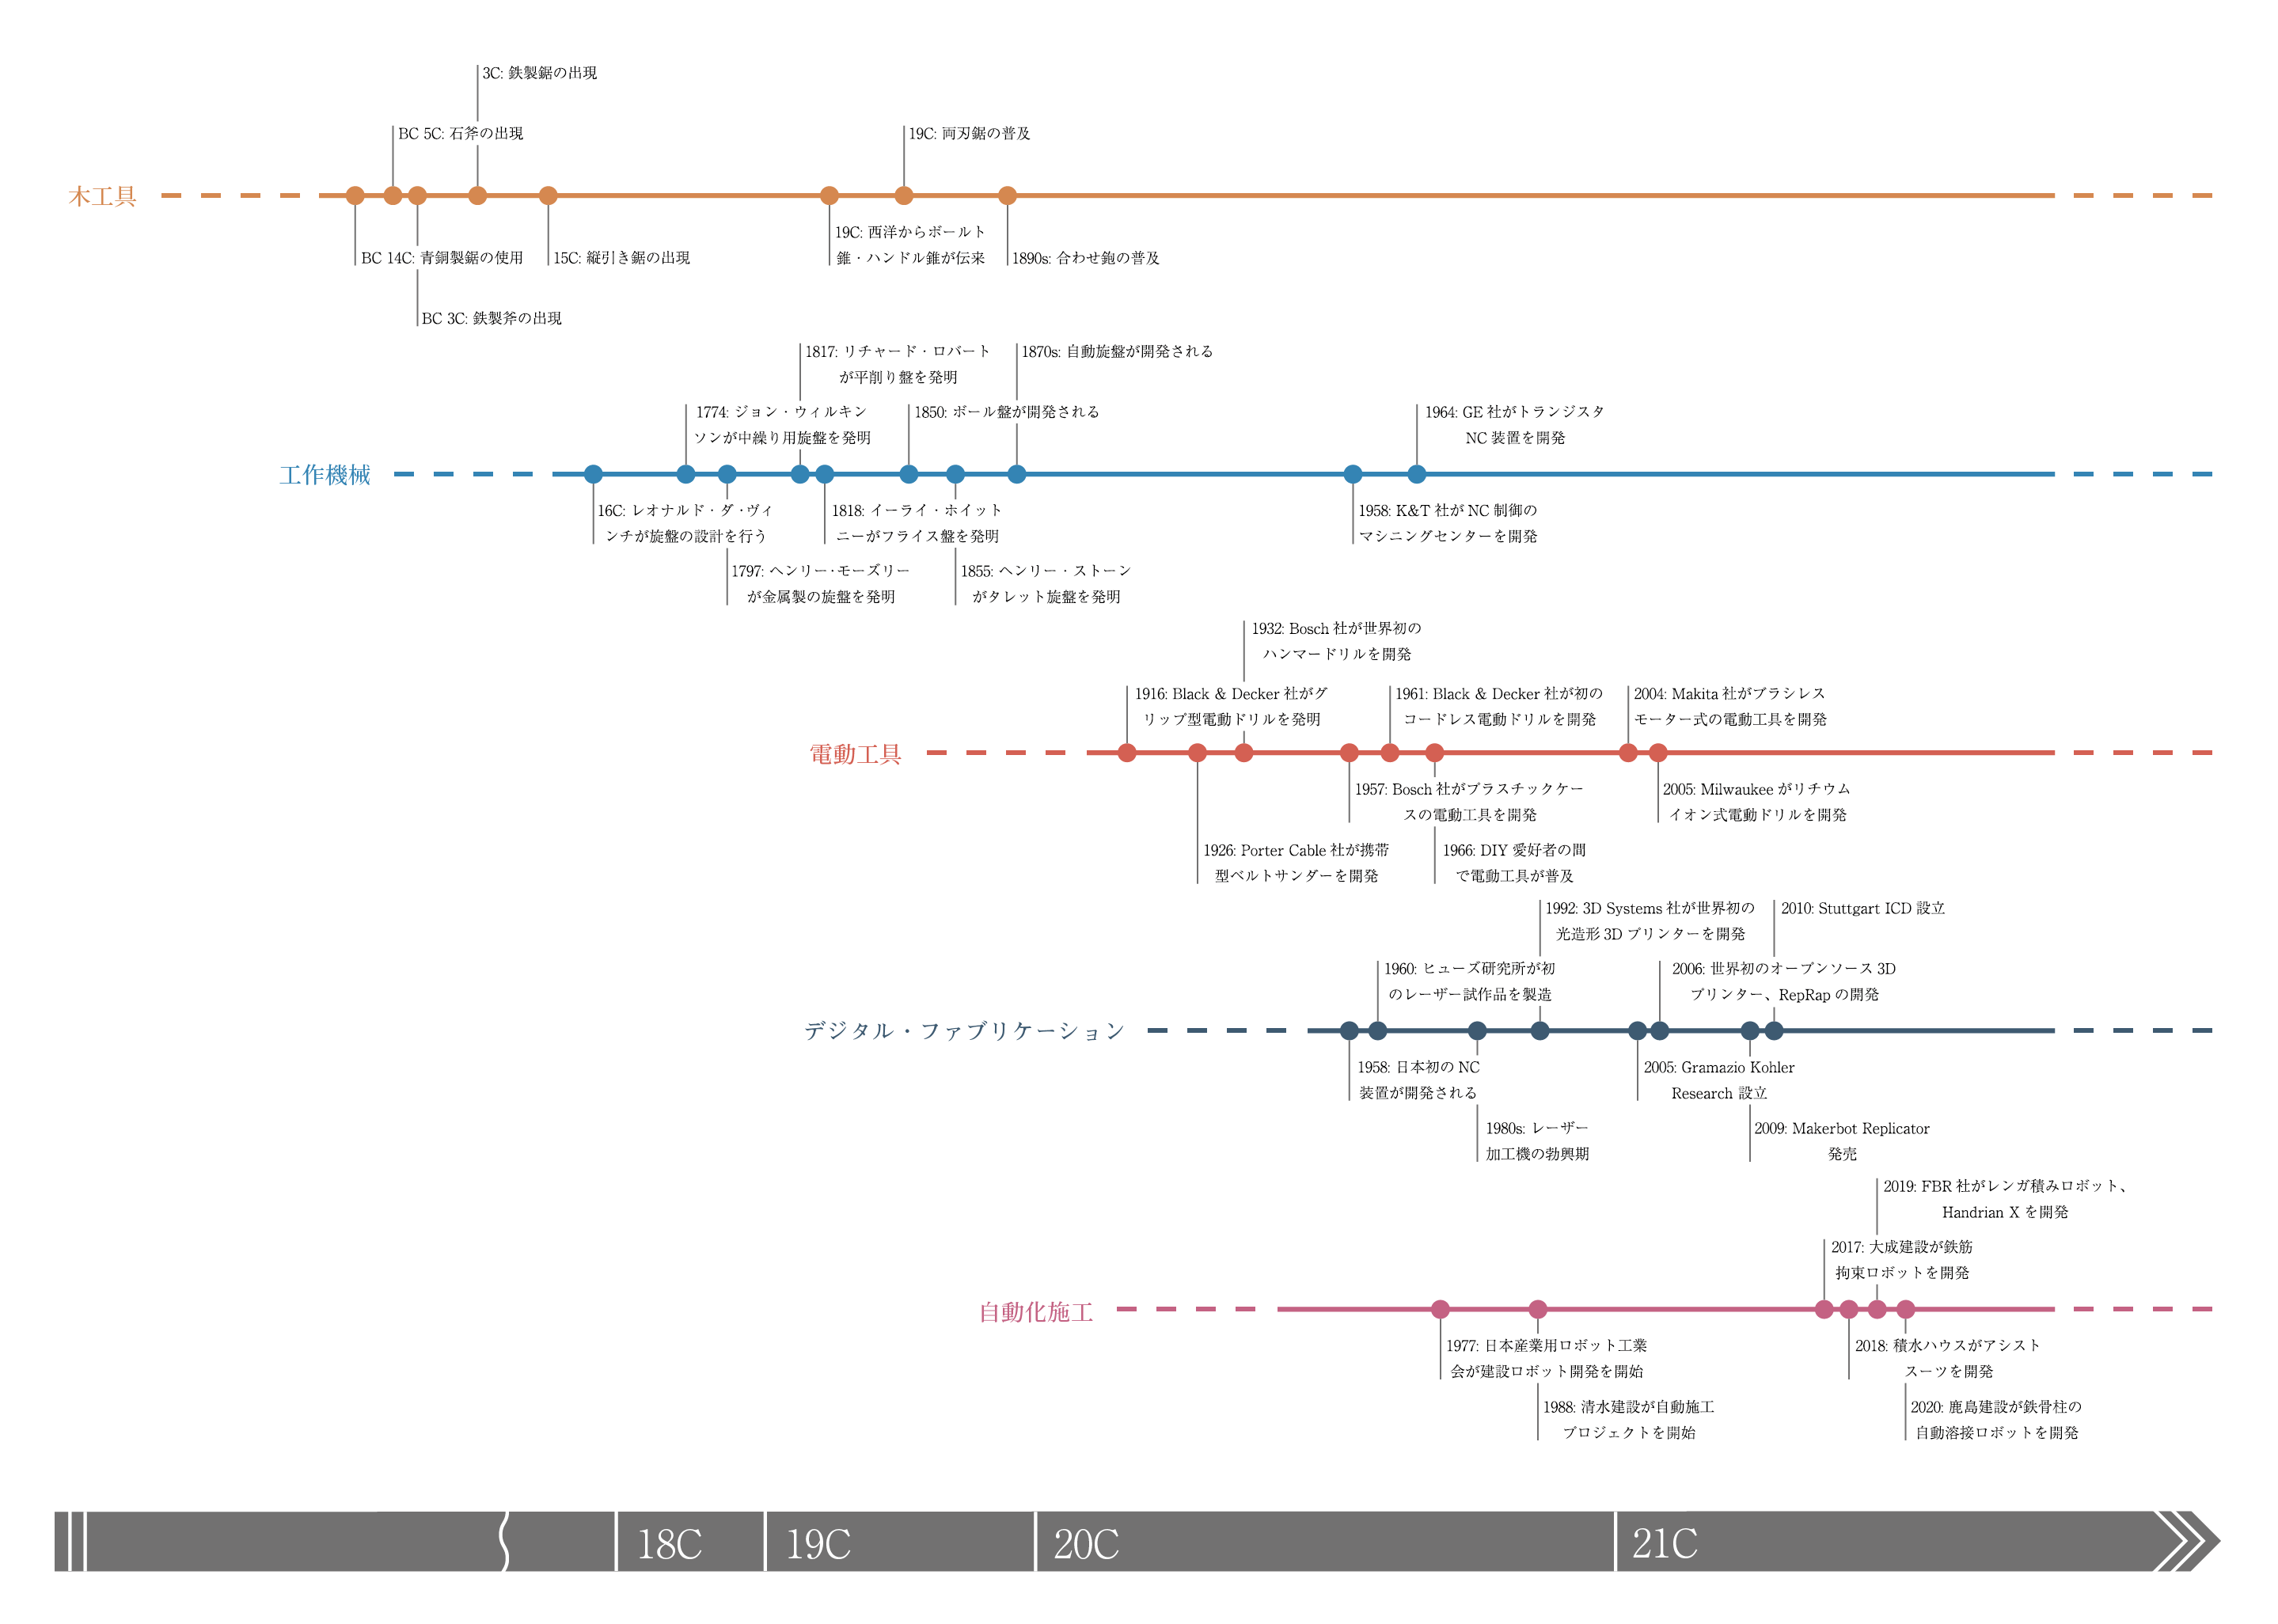 3C: 鉄製鋸の出現
BC 5C: 石斧の出現
19C: 両刃鋸の普及
木工具
19C: 西洋からボールト
錐・ハンドル錐が伝来
BC 14C: 青銅製鋸の使用
15C: 縦引き鋸の出現
1890s: 合わせ鉋の普及
BC 3C: 鉄製斧の出現
1817: リチャード・ロバート
が平削り盤を発明
1870s: 自動旋盤が開発される
1774: ジョン・ウィルキン
ソンが中繰り用旋盤を発明
1850: ボール盤が開発される
1964: GE 社がトランジスタ
NC 装置を開発
工作機械
16C: レオナルド・ダ・ヴィ
ンチが旋盤の設計を行う
1818: イーライ・ホイット
ニーがフライス盤を発明
1958: K&T 社が NC 制御の
マシニングセンターを開発
1797: ヘンリー・モーズリー
が金属製の旋盤を発明
1855: ヘンリー・ストーン
がタレット旋盤を発明
1932: Bosch 社が世界初の
ハンマードリルを開発
1916: Black & Decker 社がグ
リップ型電動ドリルを発明
1961: Black & Decker 社が初の
コードレス電動ドリルを開発
2004: Makita 社がブラシレス
モーター式の電動工具を開発
電動工具
1957: Bosch 社がプラスチックケー
スの電動工具を開発
2005: Milwaukee がリチウム
イオン式電動ドリルを開発
1926: Porter Cable 社が携帯
型ベルトサンダーを開発
1966: DIY 愛好者の間
で電動工具が普及
1992: 3D Systems 社が世界初の
光造形 3D プリンターを開発
2010: Stuttgart ICD 設立
1960: ヒューズ研究所が初
のレーザー試作品を製造
2006: 世界初のオープンソース 3D
プリンター、RepRap の開発
デジタル・ファブリケーション
1958: 日本初の NC
装置が開発される
2005: Gramazio Kohler
Research 設立
1980s: レーザー
加工機の勃興期
2009: Makerbot Replicator
発売
2019: FBR 社がレンガ積みロボット、
Handrian X を開発
2017: 大成建設が鉄筋
拘束ロボットを開発
自動化施工
1977: 日本産業用ロボット工業
会が建設ロボット開発を開始
2018: 積水ハウスがアシスト
スーツを開発
1988: 清水建設が自動施工
プロジェクトを開始
2020: 鹿島建設が鉄骨柱の
自動溶接ロボットを開発
18C
19C
20C
21C